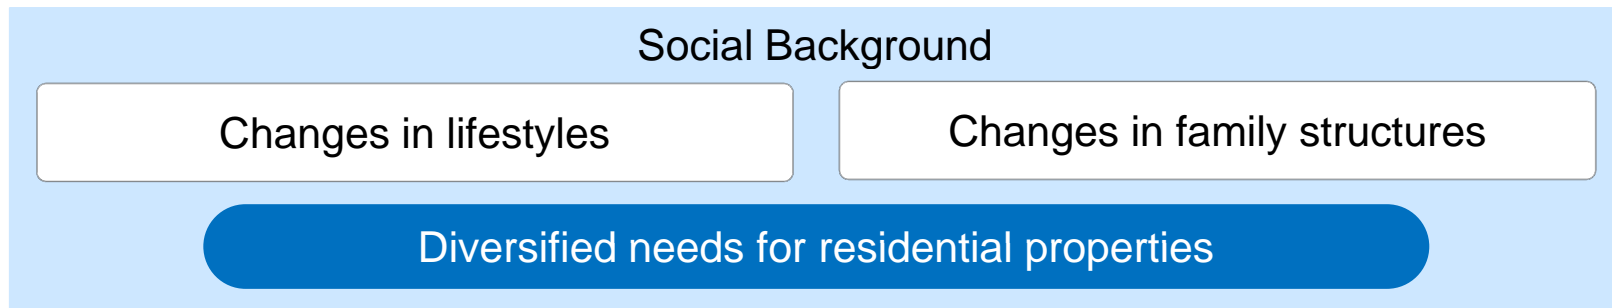 Social Background
Changes in lifestyles
Changes in family structures
Diversified needs for residential properties